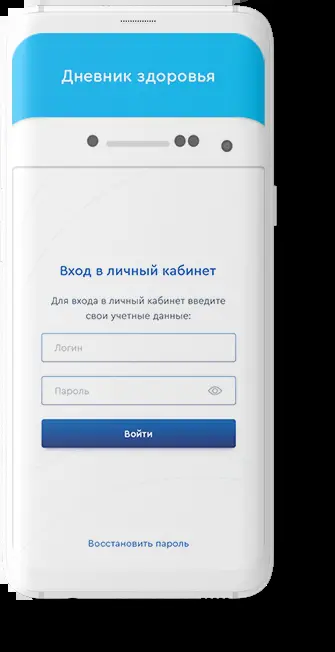 Дневник здоровья
Вход в личный кабинет
Для входа в личный кабинет введите
свои учетные данные:
Логин
Пароль
Войти
Восстановить пароль